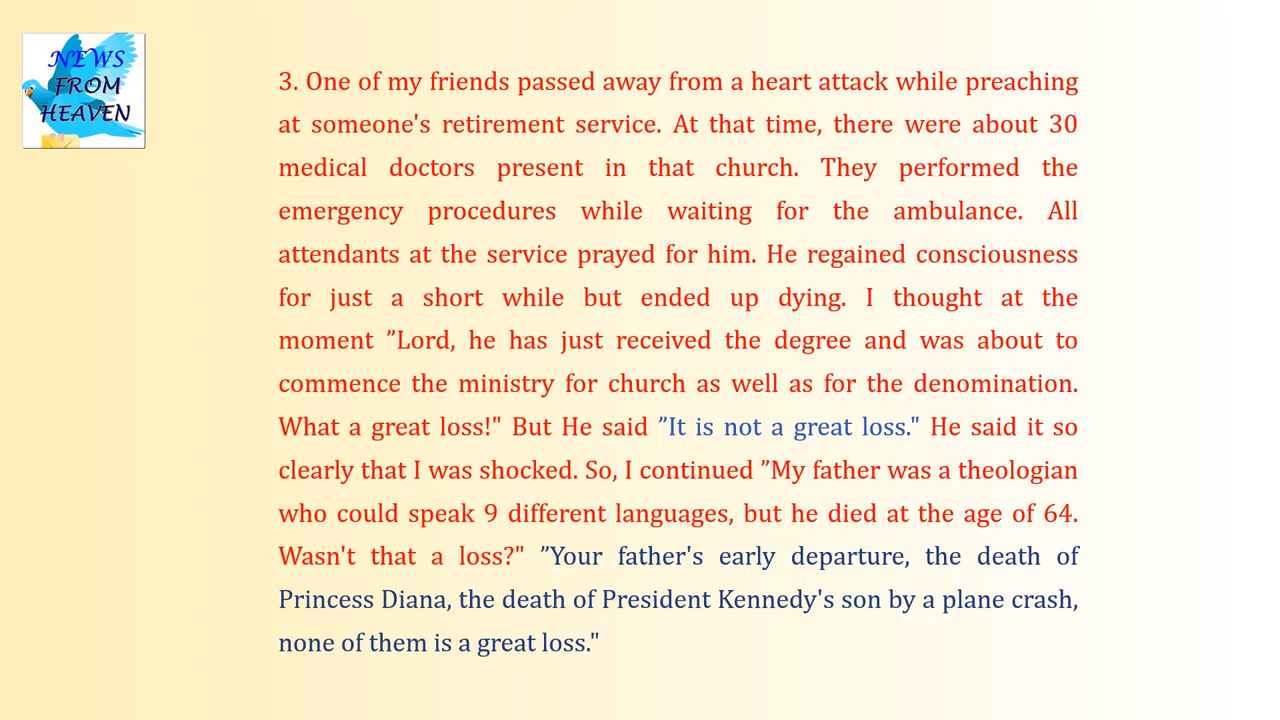 NEWS
FROM
HEAVEN
3. One of my friends passed away from a heart attack while preaching
at someone's retirement service. At that time, there were about 30
medical doctors present in that church. They performed the
emergency procedures while waiting for the ambulance. All
attendants at the service prayed for him. He regained consciousness
for just a short while but ended up dying. I thought at the
moment ”Lord, he has just received the degree and was about to
commence the ministry for church as well as for the denomination.
What a great loss!" But He said ”It is not a great loss." He said it so
clearly that I was shocked. So, I continued ”My father was a theologian
who could speak 9 different languages, but he died at the age of 64.
Wasn't that a loss?" ”Your father's early departure, the death of
Princess Diana, the death of President Kennedy's son by a plane crash,
none of them is a great loss."